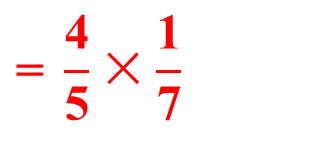 = 4/5 × 1/7